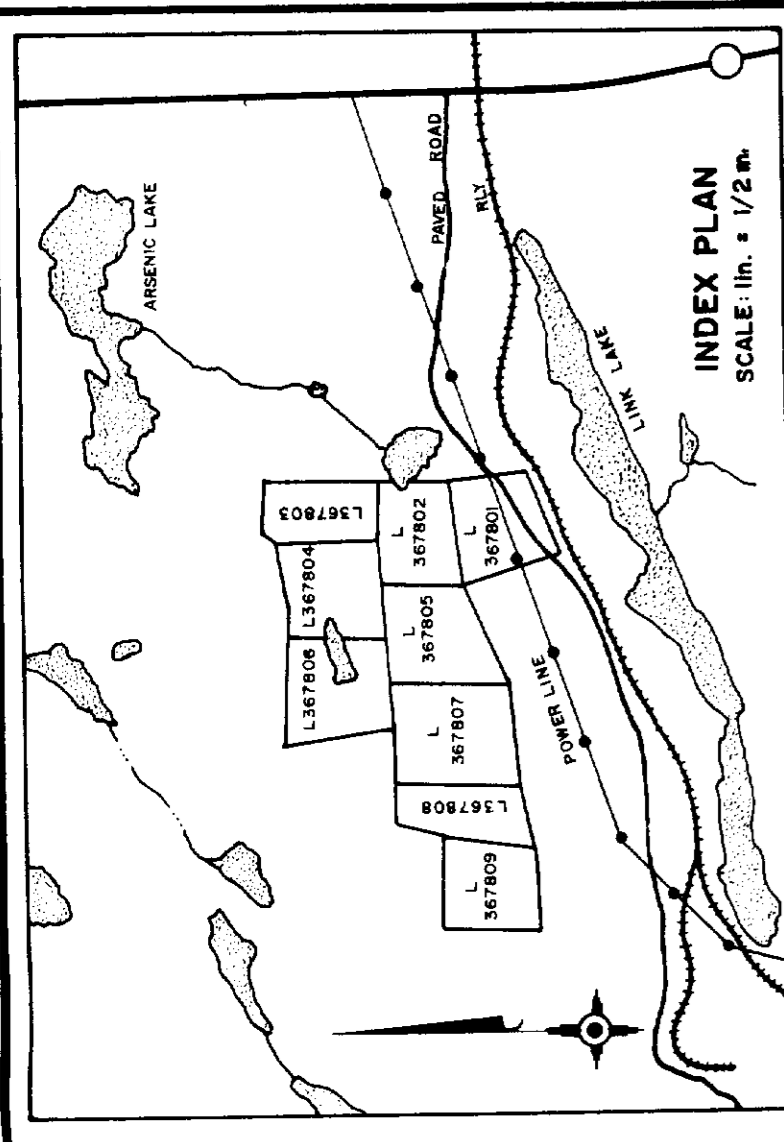 ARSENIC LAKE
PAVED ROAD
RLY
L367803
L
367802
L
367801
L367804
L
367805
L367806
L
367807
L367808
L
367809
POWER LINE
LINK LAKE
INDEX PLAN
SCALE: 1in. = 1/2 m.